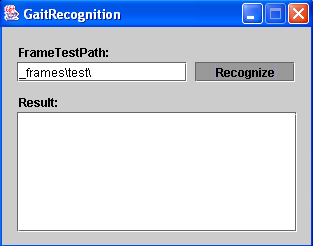 GaitRecognition
FrameTestPath:
_frames\test\
Recognize
Result: